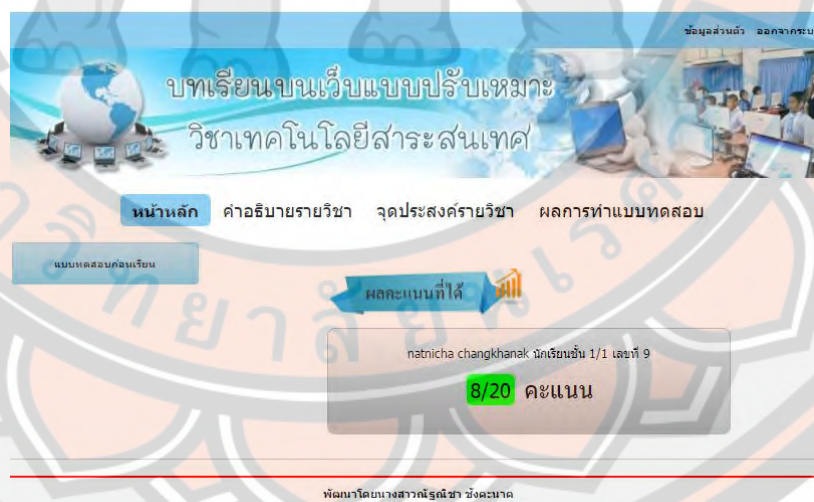 ข้อมูลส่วนตัว ออกจากระบ
บทเรียนบนเว็บแบบปรับเหมาะ
วิชาเทคโนโลยีสาระสนเทศ
หน้าหลัก คำอธิบายรายวิชา จุดประสงค์รายวิชา ผลการทำแบบทดสอบ
แบบทดสอบก่อนเรียน
ผลคะแนนที่ได้
natnicha changkhanak นักเรียนชั้น 1/1 เลขที่ 9
8/20 คะแนน
พัฒนาโดยนางสาวณัฐณิชา ชังคะนาค